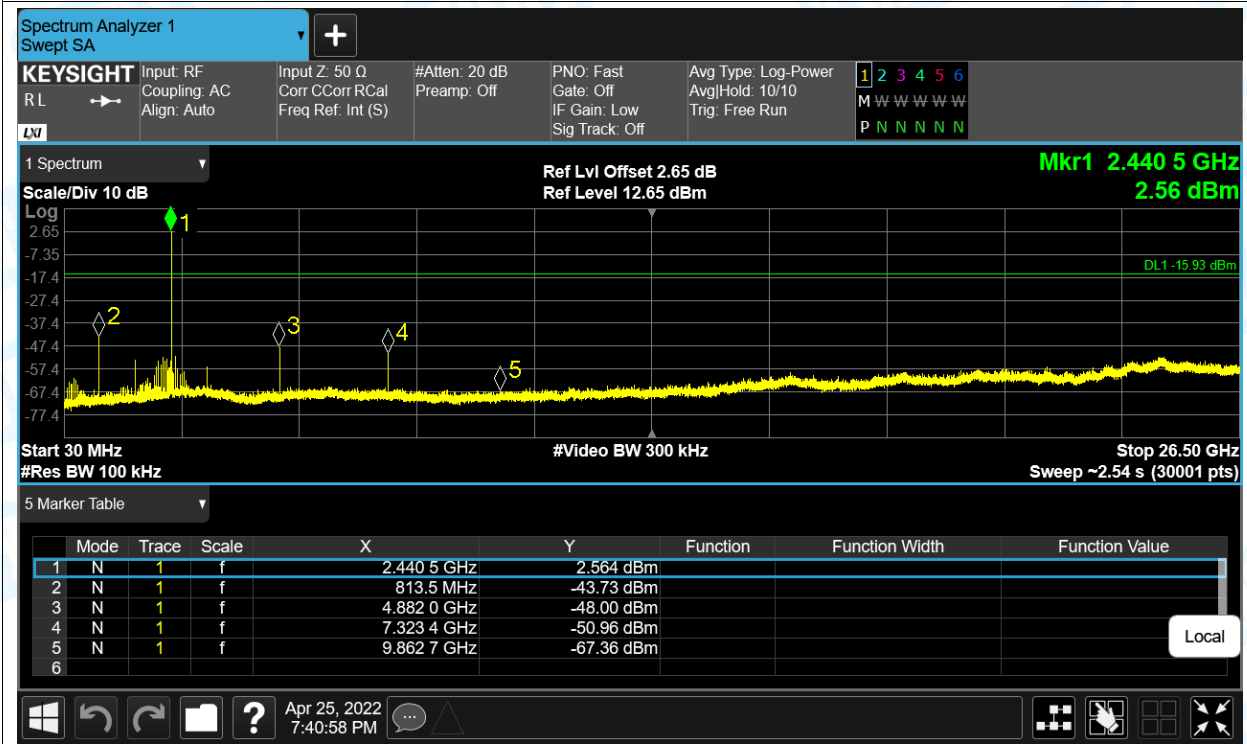 Spectrum Analyzer 1
Swept SA
+
KEYSIGHT
R L
LXI
Input: RF
Coupling: AC
Align: Auto
Input Z: 50 Ω
Corr CCorr RCal
Freq Ref: Int (S)
#Atten: 20 dB
Preamp: Off
PNO: Fast
Gate: Off
IF Gain: Low
Sig Track: Off
Avg Type: Log-Power
Avg|Hold: 10/10
Trig: Free Run
1 2 3 4 5 6
M W W W W W
P N N N N N
1 Spectrum
Scale/Div 10 dB
Ref Lvl Offset 2.65 dB
Ref Level 12.65 dBm
Mkr1 2.440 5 GHz
2.56 dBm
Log
2.65
-7.35
-17.4
-27.4
-37.4
-47.4
-57.4
-67.4
-77.4
1
2
3
4
5
DL1 -15.93 dBm
Start 30 MHz
#Video BW 300 kHz
Stop 26.50 GHz
#Res BW 100 kHz
Sweep ~2.54 s (30001 pts)
5 Marker Table
Mode Trace Scale X Y Function Function Width Function Value
1 N 1 f 2.440 5 GHz 2.564 dBm
2 N 1 f 813.5 MHz -43.73 dBm
3 N 1 f 4.882 0 GHz -48.00 dBm
4 N 1 f 7.323 4 GHz -50.96 dBm
5 N 1 f 9.862 7 GHz -67.36 dBm
6
Local
?
Apr 25, 2022
7:40:58 PM